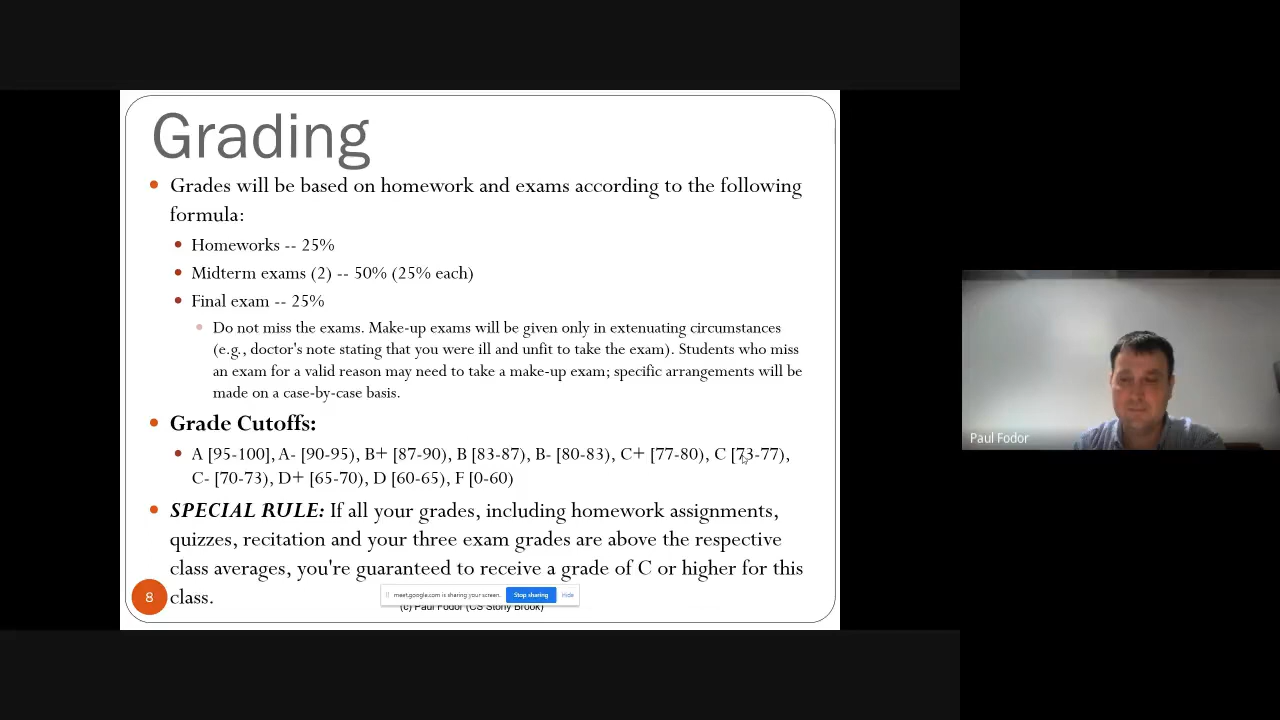 Grading
Grades will be based on homework and exams according to the following
formula:
Homeworks -- 25%
Midterm exams (2) -- 50% (25% each)
Final exam -- 25%
Do not miss the exams. Make-up exams will be given only in extenuating circumstances
(e.g., doctor's note stating that you were ill and unfit to take the exam). Students who miss
an exam for a valid reason may need to take a make-up exam; specific arrangements will be
made on a case-by-case basis.
Grade Cutoffs:
A [95-100], A- [90-95), B+ [87-90), B [83-87), B- [80-83), C+ [77-80), C [73-77),
C- [70-73), D+ [65-70), D [60-65), F [0-60)
SPECIAL RULE: If all your grades, including homework assignments,
quizzes, recitation and your three exam grades are above the respective
class averages, you're guaranteed to receive a grade of C or higher for this
class.
8
meet.google.com is sharing your screen.
Stop sharing
Hide
(c) Paul Fodor (CS Stony Brook)
Paul Fodor